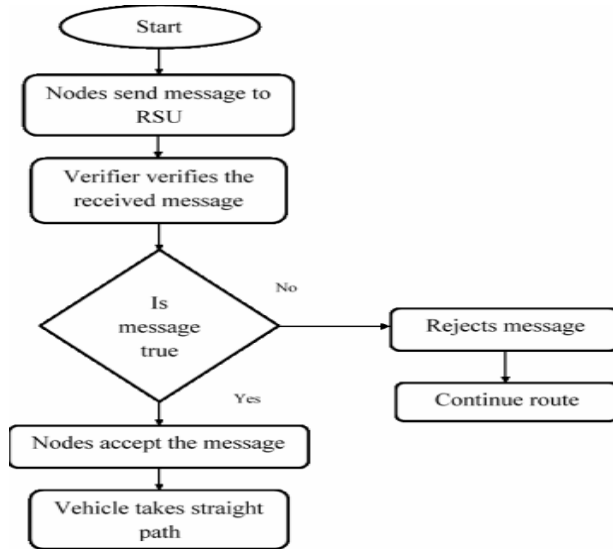 Start
Nodes send message to
RSU
Verifier verifies the
received message
No
Is
message
true
Rejects message
Continue route
Yes
Nodes accept the message
Vehicle takes straight
path